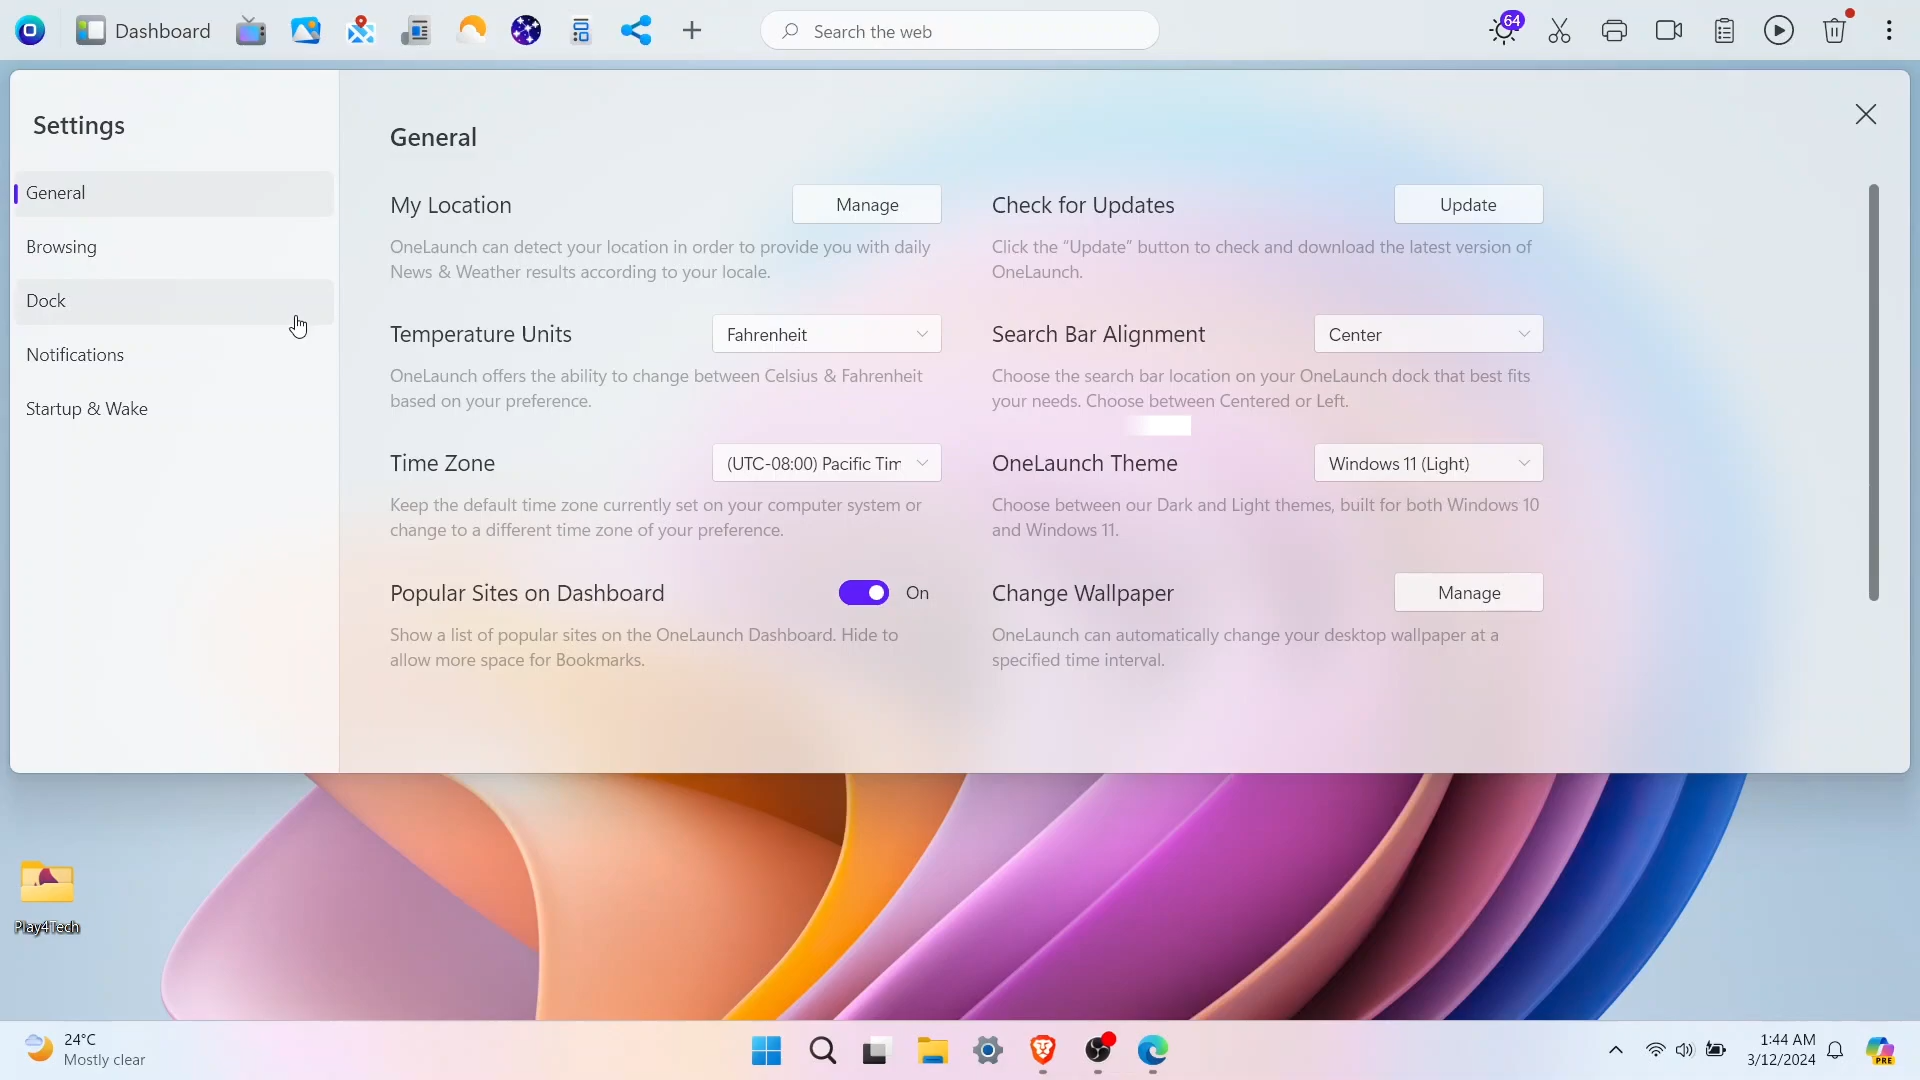 Dashboard
Search the web
64
Settings
General
Browsing
Dock
Notifications
Startup & Wake
General
My Location
Manage
OneLaunch can detect your location in order to provide you with daily
News & Weather results according to your locale.
Temperature Units
Fahrenheit
OneLaunch offers the ability to change between Celsius & Fahrenheit
based on your preference.
Time Zone
(UTC-08:00) Pacific Tim
Keep the default time zone currently set on your computer system or
change to a different time zone of your preference.
Popular Sites on Dashboard
On
Show a list of popular sites on the OneLaunch Dashboard. Hide to
allow more space for Bookmarks.
Check for Updates
Update
Click the “Update” button to check and download the latest version of
OneLaunch.
Search Bar Alignment
Center
Choose the search bar location on your OneLaunch dock that best fits
your needs. Choose between Centered or Left.
OneLaunch Theme
Windows 11 (Light)
Choose between our Dark and Light themes, built for both Windows 10
and Windows 11.
Change Wallpaper
Manage
OneLaunch can automatically change your desktop wallpaper at a
specified time interval.
Play4Tech
24°C
Mostly clear
1:44 AM
3/12/2024
PRE